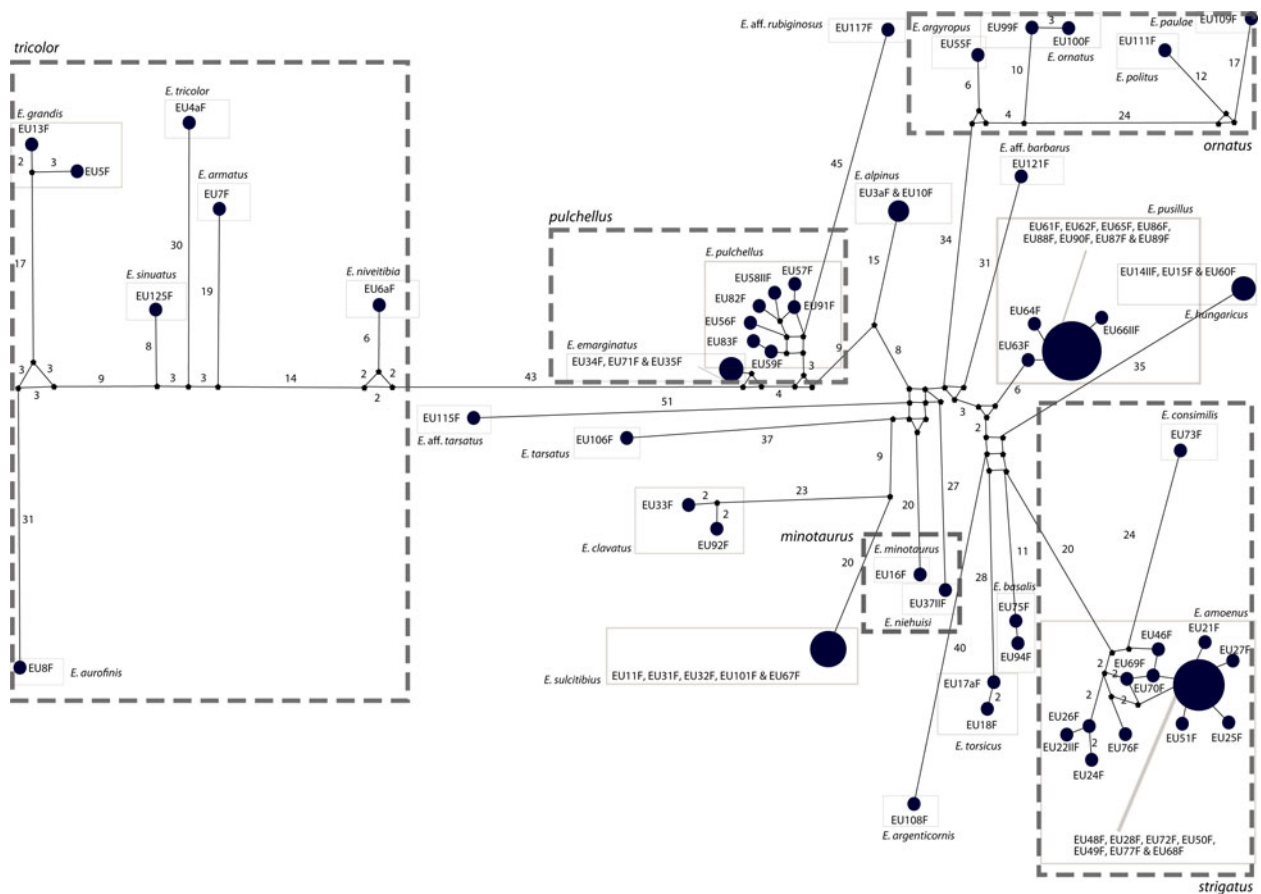 tricolor
E. grandis
EU13F
2
3
EU5F
17
E. tricolor
EU4aF
30
E. armatus
EU7F
19
E. sinuatus
EU125F
8
E. niveitibia
EU6aF
6
3
3
3
9
3
3
14
2
2
2
43
31
EU8F
E. aurofinis
E. aff. rubiginosus
EU117F
45
E. argyropus
EU55F
6
EU99F
3
EU100F
E. ornatus
10
4
24
E. paulae
EU109F
EU111F
E. politus
12
17
ornatus
E. aff. barbarus
EU121F
31
34
E. alpinus
EU3aF & EU10F
15
8
9
pulchellus
E. pulchellus
EU58IIF
EU57F
EU82F
EU91F
EU56F
EU83F
EU59F
3
4
E. emarginatus
EU34F, EU71F & EU35F
E. pusillus
EU61F, EU62F, EU65F, EU86F,
EU88F, EU90F, EU87F & EU89F
EU64F
EU66IIF
EU63F
6
EU14IIF, EU15F & EU60F
E. hungaricus
35
3
2
51
EU115F
E. aff. tarsatus
EU106F
E. tarsatus
37
9
23
2
2
EU33F
EU92F
E. clavatus
20
E. sulcitibius
EU11F, EU31F, EU32F, EU101F & EU67F
20
27
minotaurus
E. minotaurus
EU16F
EU37IIF
E. niehuisi
40
28
11
E. basalis
EU75F
EU94F
EU17aF
2
EU18F
E. torsicus
EU108F
E. argenticornis
20
E. consimilis
EU73F
24
E. amoenus
EU21F
EU46F
EU27F
EU69F
EU70F
2
2
2
2
EU26F
EU22IIF
2
EU24F
EU76F
EU51F
EU25F
EU48F, EU28F, EU72F, EU50F,
EU49F, EU77F & EU68F
strigatus